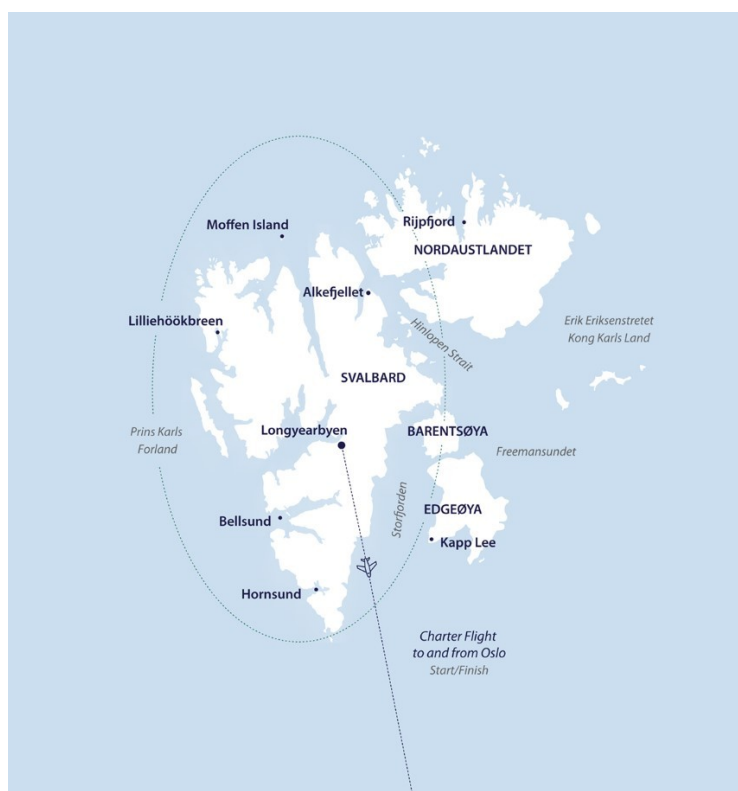 Moffen Island
Rijpfjord
NORDAUSTLANDET
Alkefjellet
Lilliehöökbreen
Hinlopen Strait
Erik Eriksenstretet
Kong Karls Land
SVALBARD
Longyearbyen
BARENTSØYA
Prins Karls
Forland
Freemansundet
Storfjorden
EDGEØYA
Bellsund
Kapp Lee
Hornsund
Charter Flight
to and from Oslo
Start/Finish